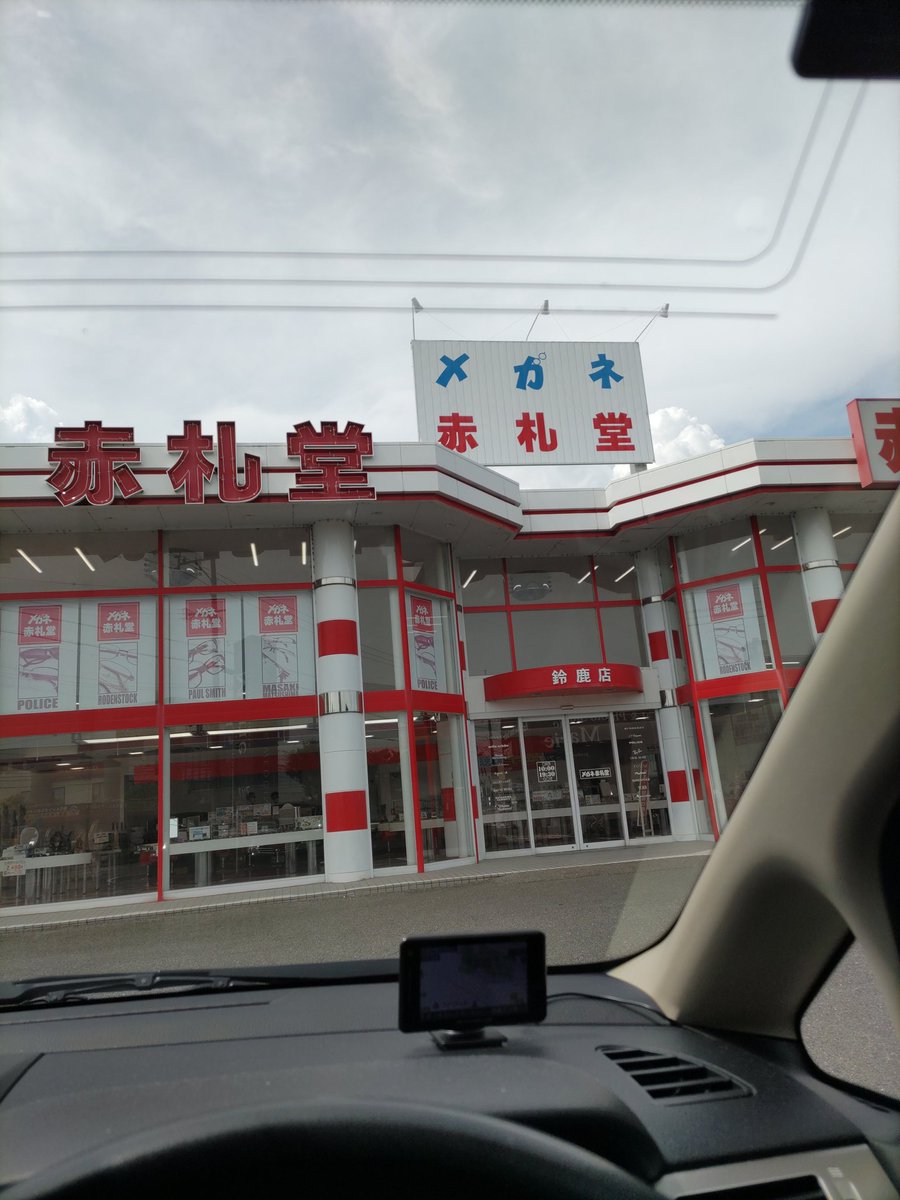 メガネ
赤札堂
赤札堂
赤
メガネ
赤札堂
POLICE
メガネ
赤札堂
RODENSTOCK
メガネ
赤札堂
PAUL SMITH
メガネ
赤札堂
MASAKI
メガネ
赤札堂
POLICE
メガネ
赤札堂
RODENSTOCK
鈴鹿店
10:00
19:30
メガネ赤札堂
Marie